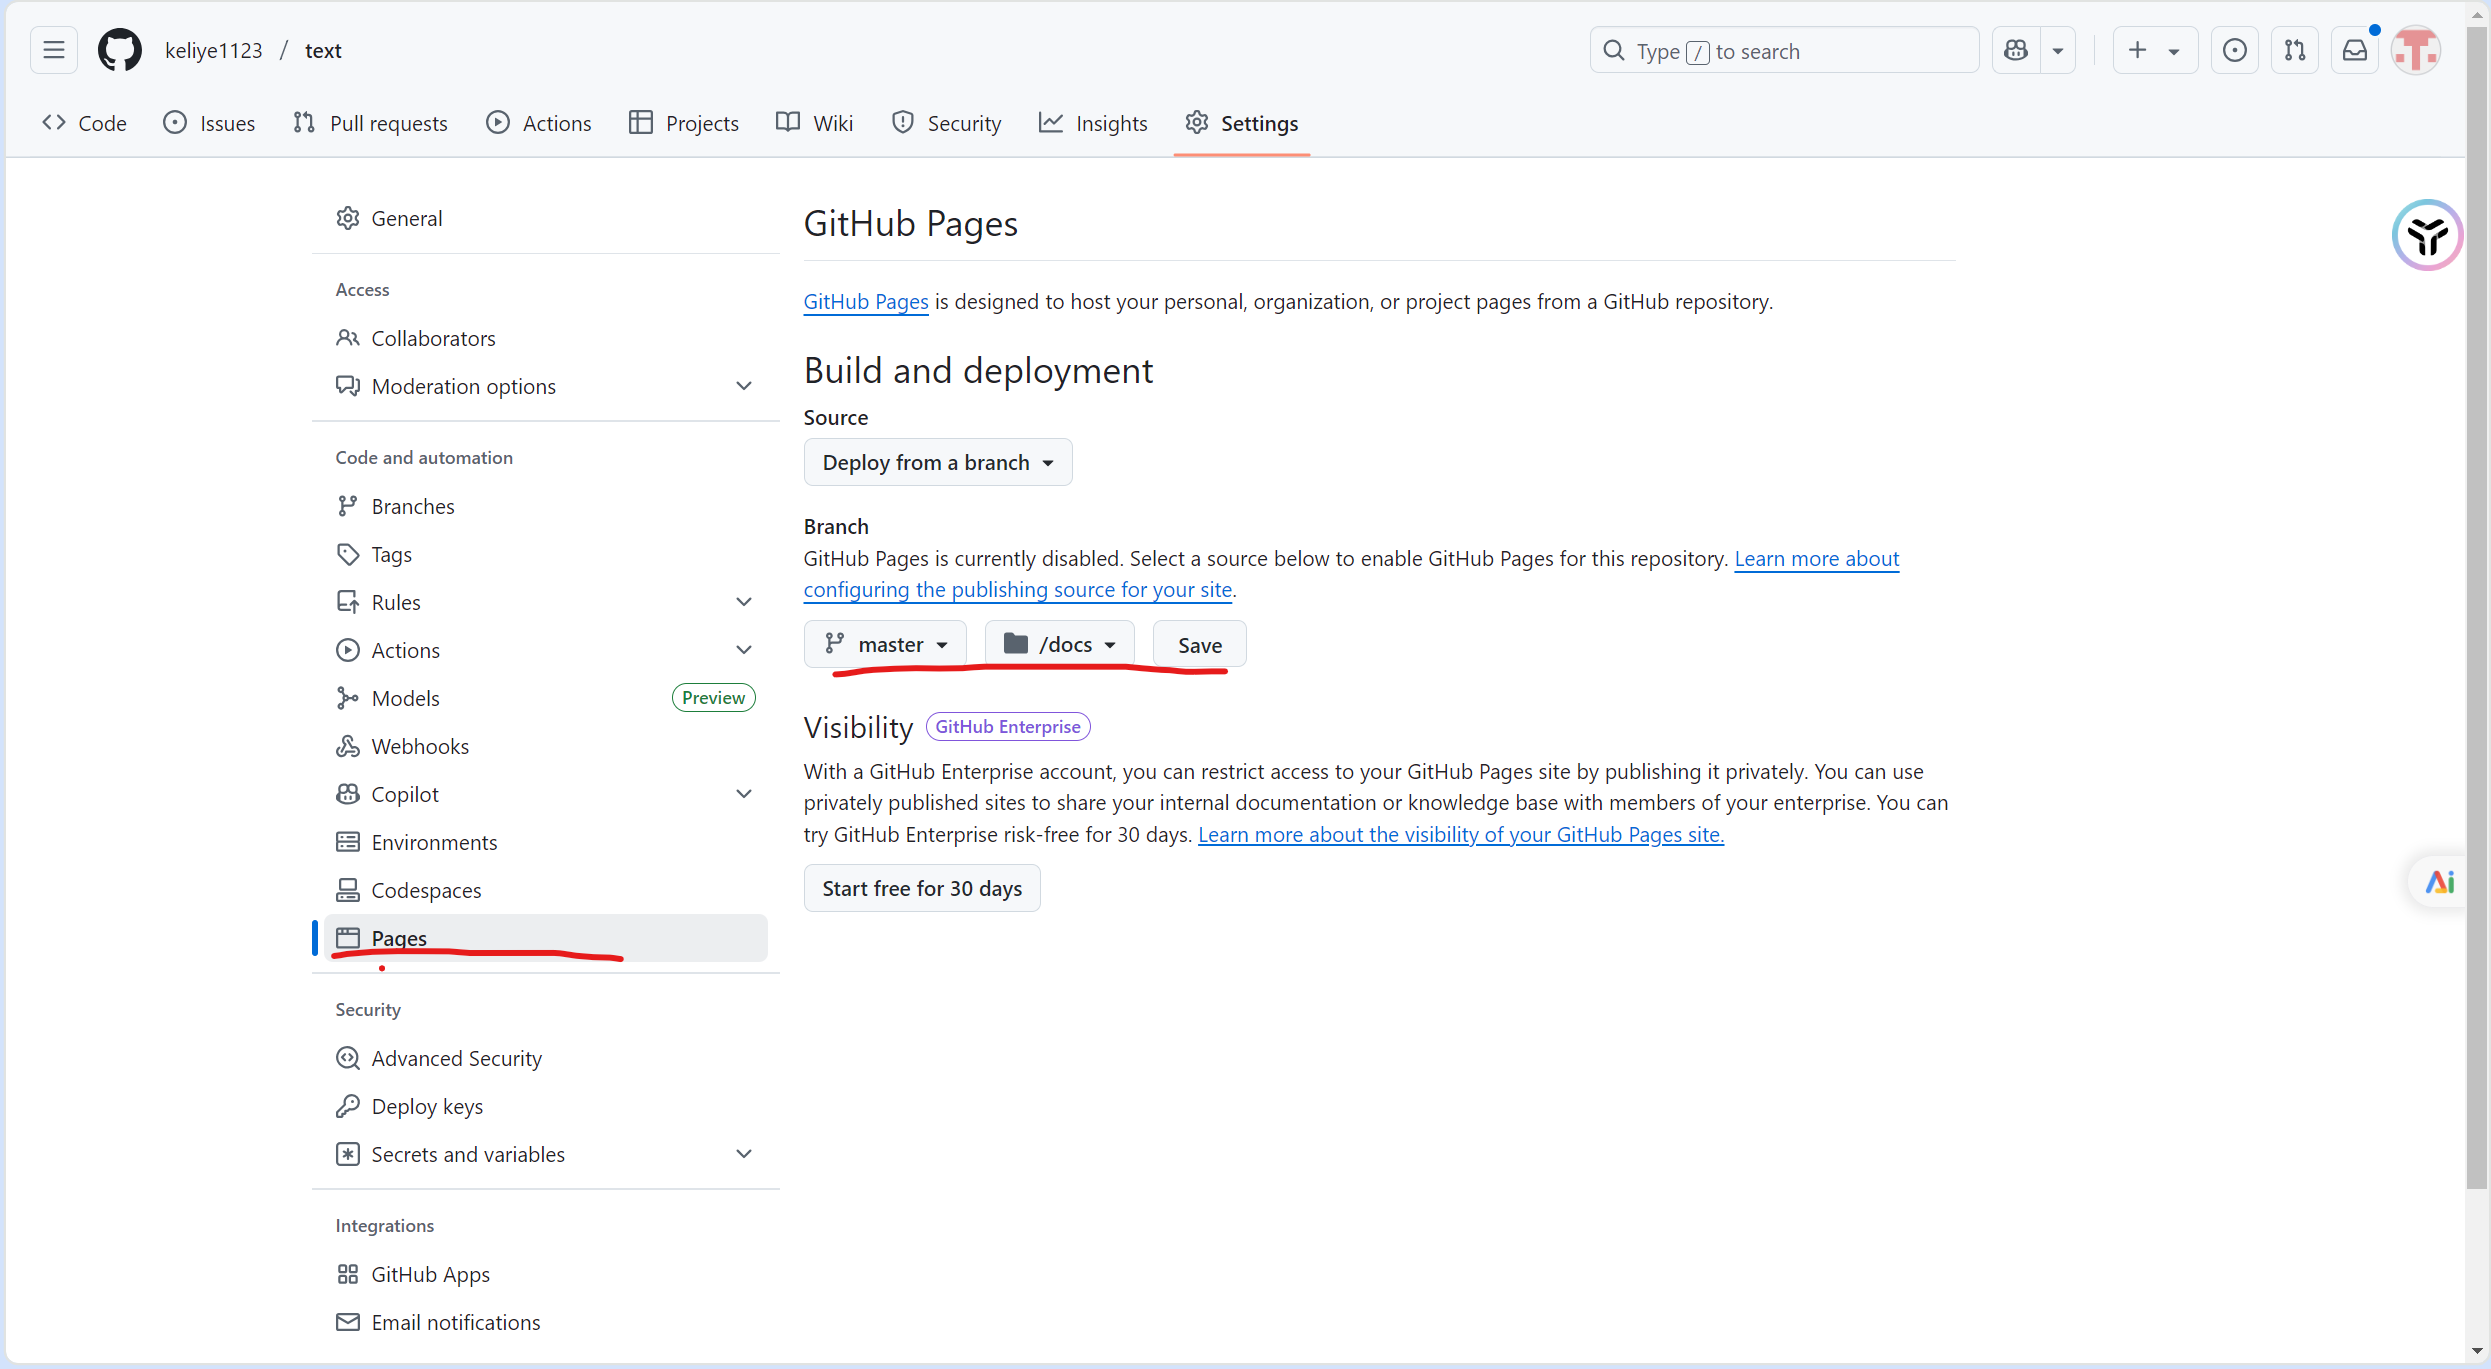 keliye1123 / text
Type / to search
Code Issues Pull requests Actions Projects Wiki Security Insights Settings
General
Access
Collaborators
Moderation options
Code and automation
Branches
Tags
Rules
Actions
Models Preview
Webhooks
Copilot
Environments
Codespaces
Pages
Security
Advanced Security
Deploy keys
Secrets and variables
Integrations
GitHub Apps
Email notifications
GitHub Pages
GitHub Pages is designed to host your personal, organization, or project pages from a GitHub repository.
Build and deployment
Source
Deploy from a branch
Branch
GitHub Pages is currently disabled. Select a source below to enable GitHub Pages for this repository. Learn more about
configuring the publishing source for your site.
master /docs Save
Visibility GitHub Enterprise
With a GitHub Enterprise account, you can restrict access to your GitHub Pages site by publishing it privately. You can use
privately published sites to share your internal documentation or knowledge base with members of your enterprise. You can
try GitHub Enterprise risk-free for 30 days. Learn more about the visibility of your GitHub Pages site.
Start free for 30 days
Ai